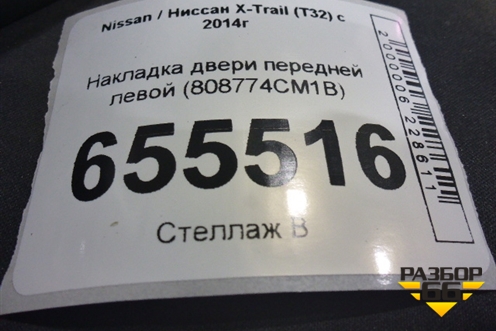 Nissan / Ниссан X-Trail (T32) с
2014г
Накладка двери передней
левой (808774CM1B)
655516
Стеллаж В
2000006228611
РАЗБОР
66